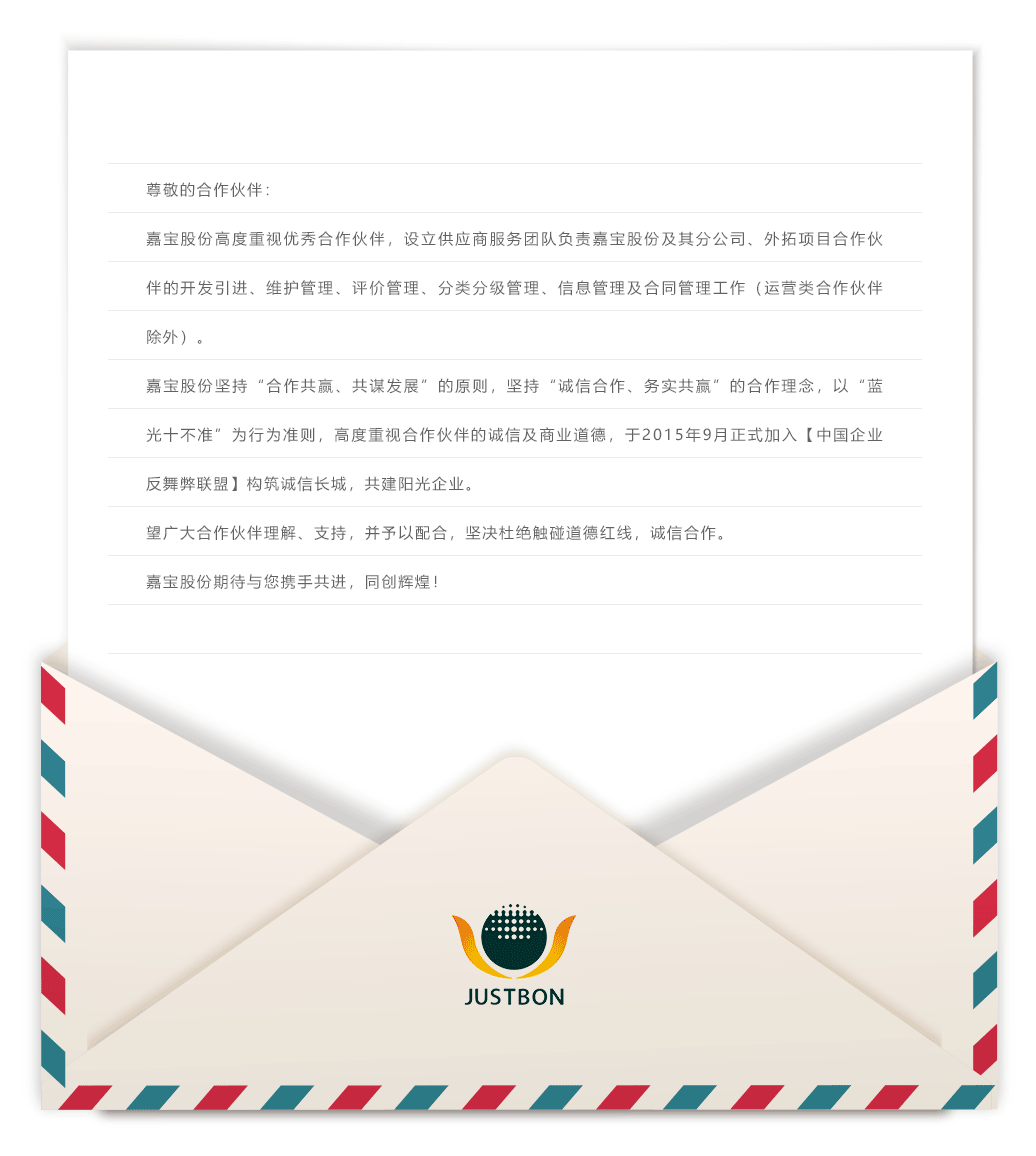 尊敬的合作伙伴：
嘉宝股份高度重视优秀合作伙伴，设立供应商服务团队负责嘉宝股份及其分公司、外拓项目合作伙
伴的开发引进、维护管理、评价管理、分类分级管理、信息管理及合同管理工作（运营类合作伙伴
除外）。
嘉宝股份坚持“合作共赢、共谋发展”的原则，坚持“诚信合作、务实共赢”的合作理念，以“蓝
光十不准”为行为准则，高度重视合作伙伴的诚信及商业道德，于2015年9月正式加入【中国企业
反舞弊联盟】构筑诚信长城，共建阳光企业。
望广大合作伙伴理解、支持，并予以配合，坚决杜绝触碰道德红线，诚信合作。
嘉宝股份期待与您携手共进，同创辉煌！
JUSTBON